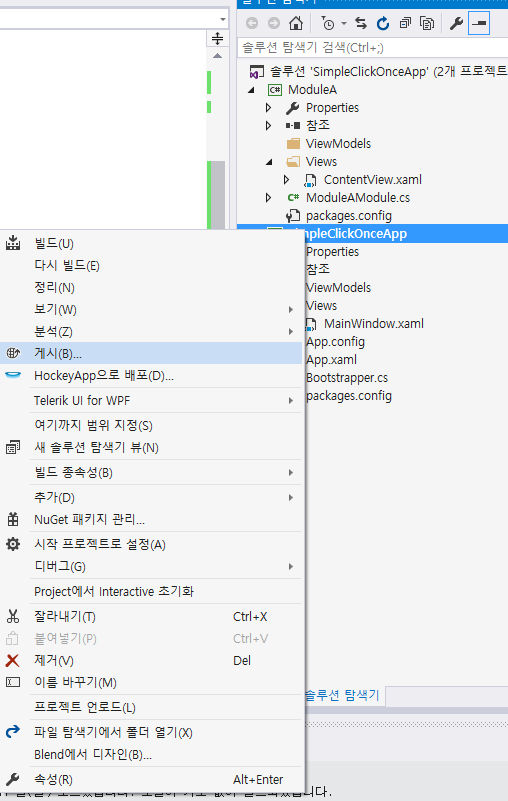 솔루션 탐색기 검색(Ctrl+;)
솔루션 'SimpleClickOnceApp' (2개 프로젝트
ModuleA
Properties
참조
ViewModels
Views
ContentView.xaml
ModuleAModule.cs
packages.config
impleClickOnceApp
Properties
참조
ViewModels
Views
MainWindow.xaml
App.config
App.xaml
Bootstrapper.cs
packages.config
빌드(U)
다시 빌드(E)
정리(N)
보기(W)
분석(Z)
게시(B)...
HockeyApp으로 배포(D)...
Telerik UI for WPF
여기까지 범위 지정(S)
새 솔루션 탐색기 뷰(N)
빌드 종속성(B)
추가(D)
NuGet 패키지 관리...
시작 프로젝트로 설정(A)
디버그(G)
Project에서 Interactive 초기화
잘라내기(T) Ctrl+X
붙여넣기(P) Ctrl+V
제거(V) Del
이름 바꾸기(M)
프로젝트 언로드(L)
파일 탐색기에서 폴더 열기(X)
Blend에서 디자인(B)...
속성(R) Alt+Enter
솔루션 탐색기